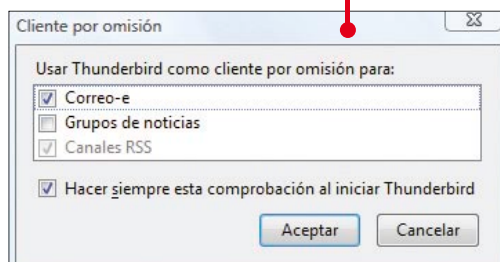 Cliente por omisión
Usar Thunderbird como cliente por omisión para:
Correo-e
Grupos de noticias
Canales RSS
Hacer siempre esta comprobación al iniciar Thunderbird
Aceptar Cancelar